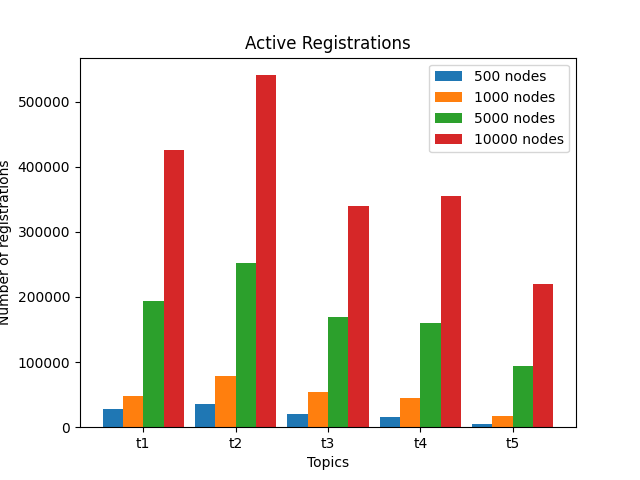 Active Registrations
500 nodes
1000 nodes
5000 nodes
10000 nodes
500000
400000
300000
200000
100000
0
Number of registrations
t1 t2 t3 t4 t5
Topics